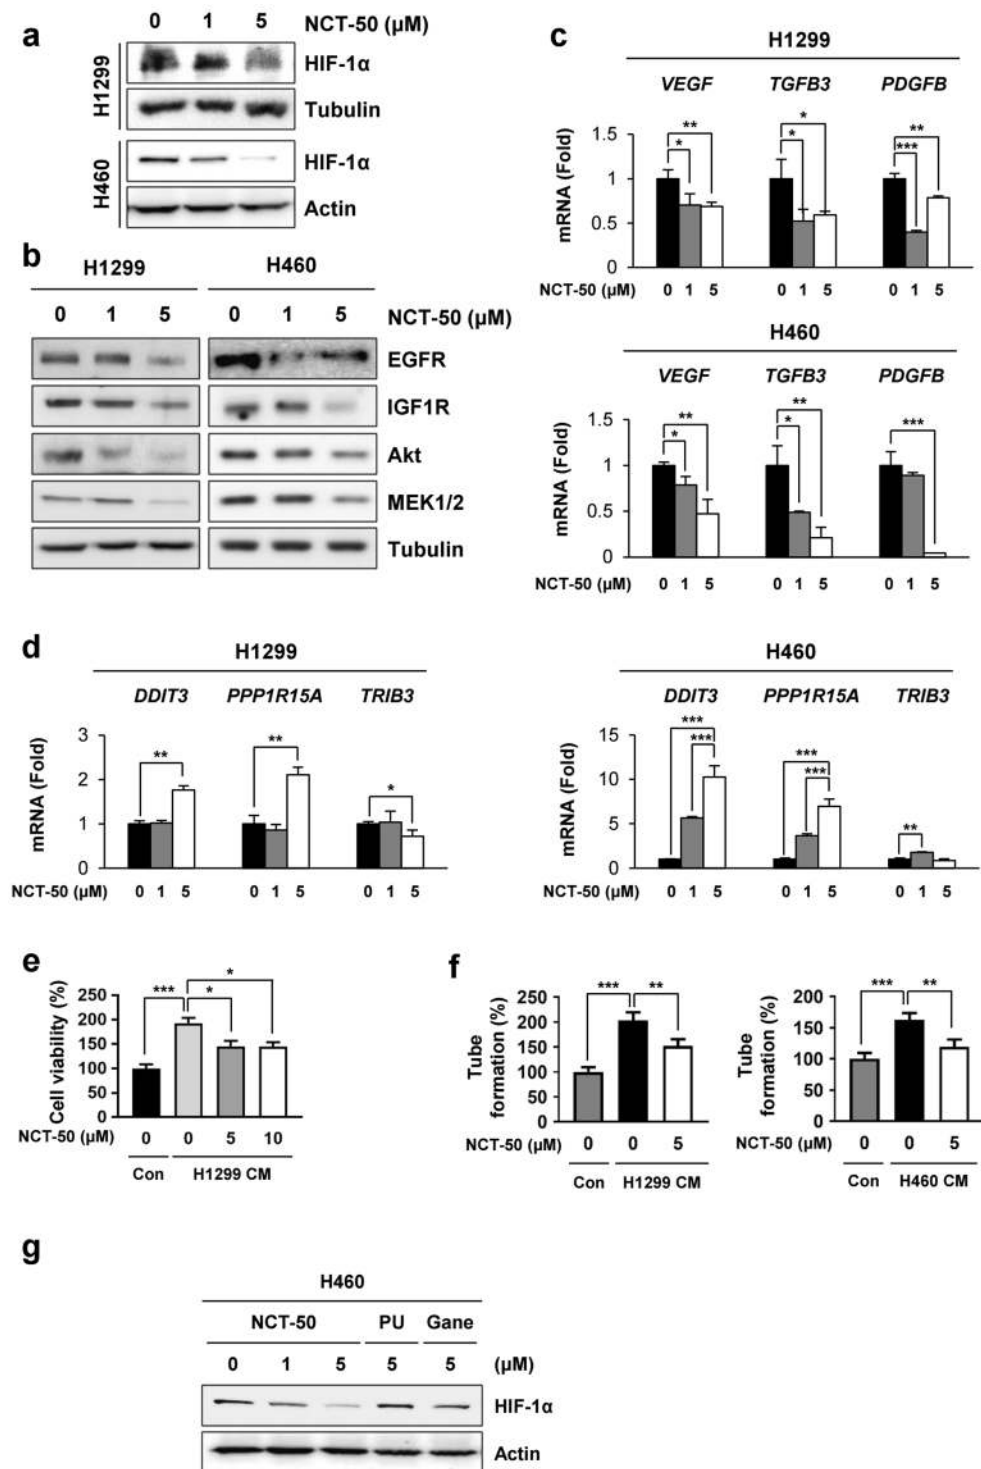 a
0 1 5 NCT-50 (µM)
H1299
HIF-1α
Tubulin
H460
HIF-1α
Actin
b
H1299 H460
0 1 5 0 1 5 NCT-50 (µM)
EGFR
IGF1R
Akt
MEK1/2
Tubulin
c
H1299
VEGF TGFB3 PDGFB
mRNA (Fold)
1.5
1
0.5
0
** * * * ** ***
NCT-50 (µM) 0 1 5 0 1 5 0 1 5
H460
VEGF TGFB3 PDGFB
mRNA (Fold)
1.5
1
0.5
0
** * ** * ***
NCT-50 (µM) 0 1 5 0 1 5 0 1 5
d
H1299
DDIT3 PPP1R15A TRIB3
mRNA (Fold)
3
2
1
0
** ** *
NCT-50 (µM) 0 1 5 0 1 5 0 1 5
H460
DDIT3 PPP1R15A TRIB3
mRNA (Fold)
15
10
5
0
*** *** *** *** **
NCT-50 (µM) 0 1 5 0 1 5 0 1 5
e
Cell viability (%)
250
200
150
100
50
0
*** * *
NCT-50 (µM) 0 0 5 10
Con H1299 CM
f
Tube
formation (%)
250
200
150
100
50
0
*** **
NCT-50 (µM) 0 0 5
Con H1299 CM
Tube
formation (%)
200
150
100
50
0
*** **
NCT-50 (µM) 0 0 5
Con H460 CM
g
H460
NCT-50 PU Gane
0 1 5 5 5 (µM)
HIF-1α
Actin